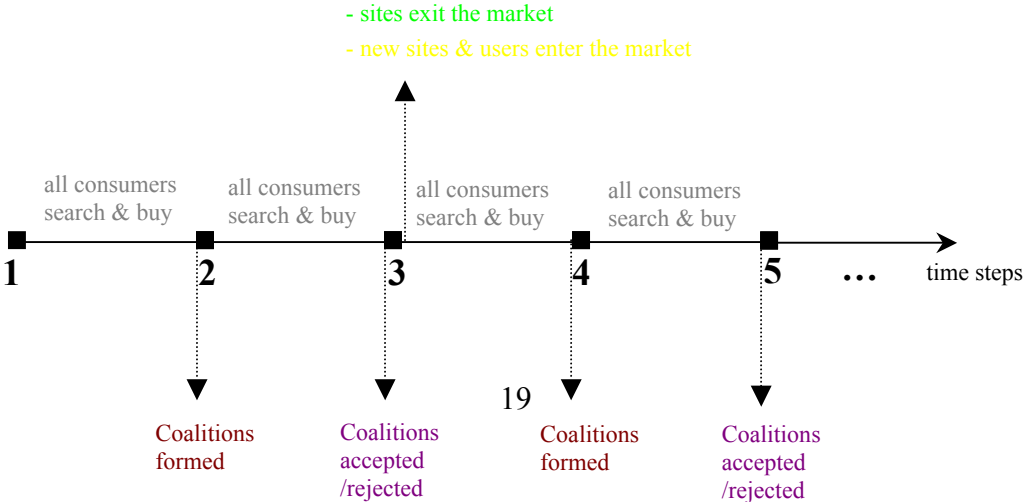 - sites exit the market
- new sites & users enter the market
all consumers
search & buy
all consumers
search & buy
all consumers
search & buy
all consumers
search & buy
1
2
3
4
5
...
time steps
19
Coalitions
formed
Coalitions
accepted
/rejected
Coalitions
formed
Coalitions
accepted
/rejected